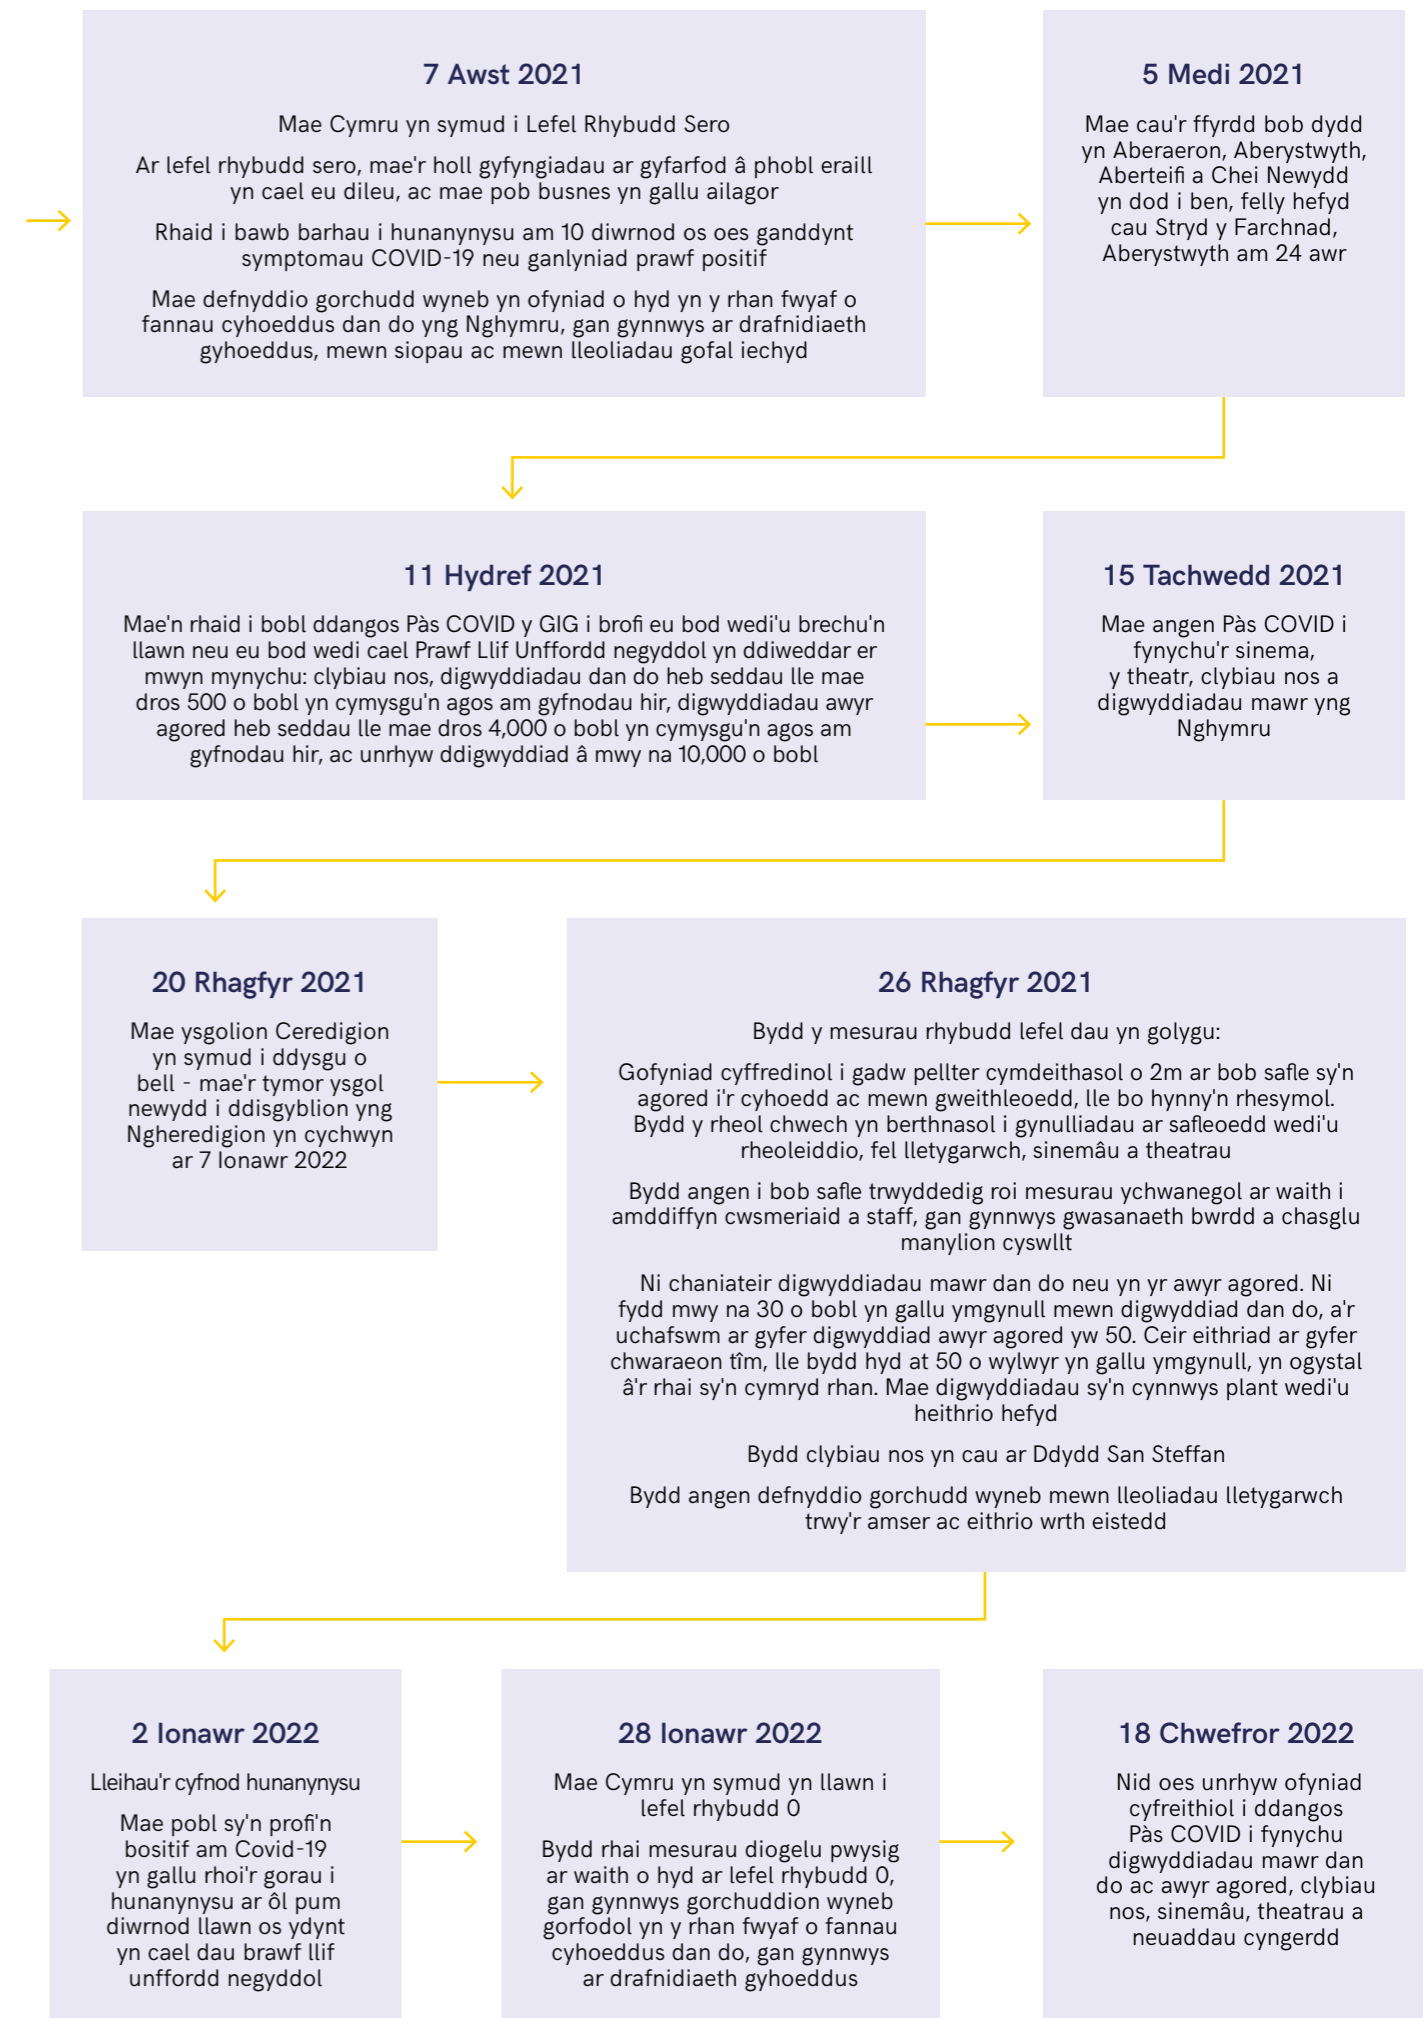 7 Awst 2021
Mae Cymru yn symud i Lefel Rhybudd Sero
Ar lefel rhybudd sero, mae'r holl gyfyngiadau ar gyfarfod â phobl eraill
yn cael eu dileu, ac mae pob busnes yn gallu ailagor
Rhaid i bawb barhau i hunanynysu am 10 diwrnod os oes ganddynt
symptomau COVID-19 neu ganlyniad prawf positif
Mae defnyddio gorchudd wyneb yn ofyniad o hyd yn y rhan fwyaf o
fannau cyhoeddus dan do yng Nghymru, gan gynnwys ar drafnidiaeth
gyhoeddus, mewn siopau ac mewn lleoliadau gofal iechyd
5 Medi 2021
Mae cau'r ffyrdd bob dydd
yn Aberaeron, Aberystwyth,
Aberteifi a Chei Newydd
yn dod i ben, felly hefyd
cau Stryd y Farchnad,
Aberystwyth am 24 awr
11 Hydref 2021
Mae'n rhaid i bobl ddangos Pàs COVID y GIG i brofi eu bod wedi'u brechu'n
llawn neu eu bod wedi cael Prawf Llif Unffordd negyddol yn ddiweddar er
mwyn mynychu: clybiau nos, digwyddiadau dan do heb seddau lle mae
dros 500 o bobl yn cymysgu'n agos am gyfnodau hir, digwyddiadau awyr
agored heb seddau lle mae dros 4,000 o bobl yn cymysgu'n agos am
gyfnodau hir, ac unrhyw ddigwyddiad â mwy na 10,000 o bobl
15 Tachwedd 2021
Mae angen Pàs COVID i
fynychu'r sinema,
y theatr, clybiau nos a
digwyddiadau mawr yng
Nghymru
20 Rhagfyr 2021
Mae ysgolion Ceredigion
yn symud i ddysgu o
bell - mae'r tymor ysgol
newydd i ddisgyblion yng
Ngheredigion yn cychwyn
ar 7 Ionawr 2022
26 Rhagfyr 2021
Bydd y mesurau rhybudd lefel dau yn golygu:
Gofyniad cyffredinol i gadw pellter cymdeithasol o 2m ar bob safle sy'n
agored i'r cyhoedd ac mewn gweithleoedd, lle bo hynny'n rhesymol.
Bydd y rheol chwech yn berthnasol i gynulliadau ar safleoedd wedi'u
rheoleiddio, fel lletygarwch, sinemâu a theatrau
Bydd angen i bob safle trwyddedig roi mesurau ychwanegol ar waith i
amddiffyn cwsmeriaid a staff, gan gynnwys gwasanaeth bwrdd a chasglu
manylion cyswllt
Ni chaniateir digwyddiadau mawr dan do neu yn yr awyr agored. Ni
fydd mwy na 30 o bobl yn gallu ymgynull mewn digwyddiad dan do, a'r
uchafswm ar gyfer digwyddiad awyr agored yw 50. Ceir eithriad ar gyfer
chwaraeon tîm, lle bydd hyd at 50 o wylwyr yn gallu ymgynull, yn ogystal
â'r rhai sy'n cymryd rhan. Mae digwyddiadau sy'n cynnwys plant wedi'u
heithrio hefyd
Bydd clybiau nos yn cau ar Ddydd San Steffan
Bydd angen defnyddio gorchudd wyneb mewn lleoliadau lletygarwch
trwy'r amser ac eithrio wrth eistedd
2 Ionawr 2022
Lleihau'r cyfnod hunanynysu
Mae pobl sy'n profi'n
bositif am Covid-19
yn gallu rhoi'r gorau i
hunanynysu ar ôl pum
diwrnod llawn os ydynt
yn cael dau brawf llif
unffordd negyddol
28 Ionawr 2022
Mae Cymru yn symud yn llawn i
lefel rhybudd 0
Bydd rhai mesurau diogelu pwysig
ar waith o hyd ar lefel rhybudd 0,
gan gynnwys gorchuddion wyneb
gorfodol yn y rhan fwyaf o fannau
cyhoeddus dan do, gan gynnwys
ar drafnidiaeth gyhoeddus
18 Chwefror 2022
Nid oes unrhyw ofyniad
cyfreithiol i ddangos
Pàs COVID i fynychu
digwyddiadau mawr dan
do ac awyr agored, clybiau
nos, sinemâu, theatrau a
neuaddau cyngerdd